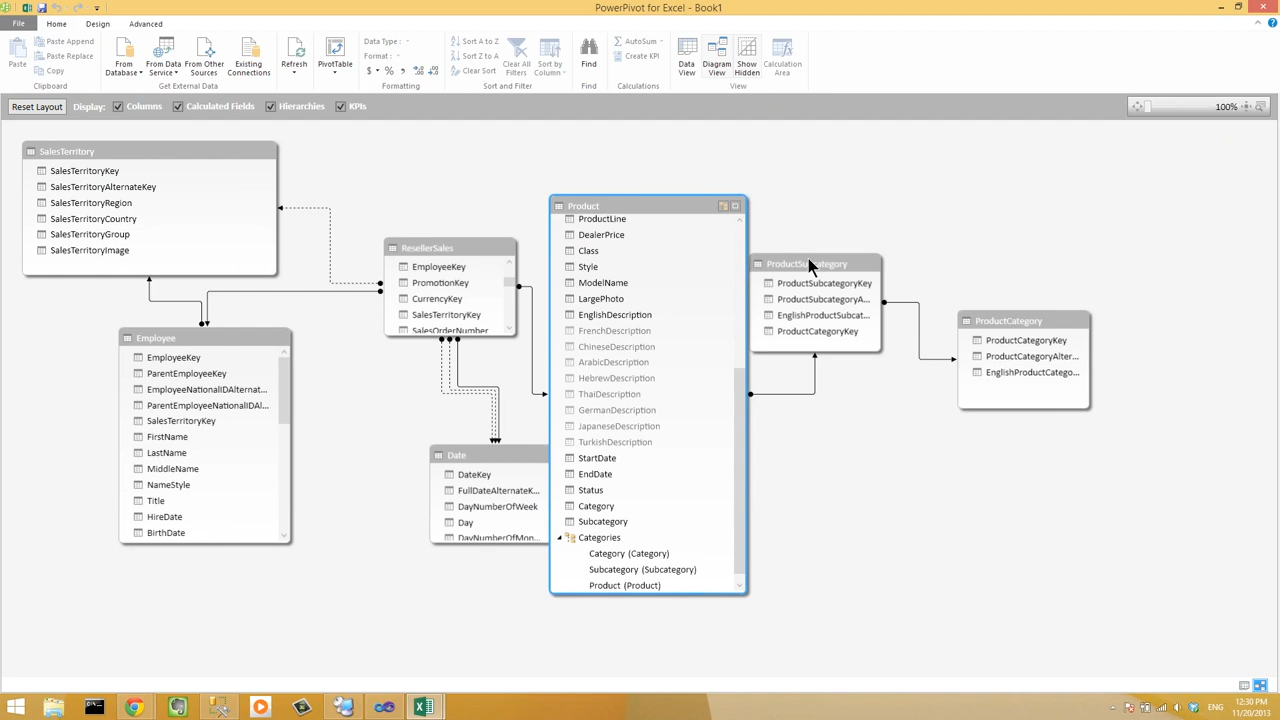 PowerPivot for Excel - Book1
File Home Design Advanced
Paste
Paste Append
Paste Replace
Copy
Clipboard
From Database
From Data Service
From Other Sources
Existing Connections
Get External Data
Refresh
PivotTable
Data Type :
Format :
$ % ,
Formatting
Sort A to Z
Sort Z to A
Clear Sort
Clear All Filters
Sort by Column
Sort and Filter
Find
Find
AutoSum
Create KPI
Calculations
Data View
Diagram View
Show Hidden
Calculation Area
View
Reset Layout Display: Columns Calculated Fields Hierarchies KPIs 100%
SalesTerritory
SalesTerritoryKey
SalesTerritoryAlternateKey
SalesTerritoryRegion
SalesTerritoryCountry
SalesTerritoryGroup
SalesTerritoryImage
Employee
EmployeeKey
ParentEmployeeKey
EmployeeNationalIDAlternat...
ParentEmployeeNationalIDAl...
SalesTerritoryKey
FirstName
LastName
MiddleName
NameStyle
Title
HireDate
BirthDate
ResellerSales
EmployeeKey
PromotionKey
CurrencyKey
SalesTerritoryKey
SalesOrderNumber
Date
DateKey
FullDateAlternateK...
DayNumberOfWeek
Day
DayNumberOfMon...
Product
ProductLine
DealerPrice
Class
Style
ModelName
LargePhoto
EnglishDescription
FrenchDescription
ChineseDescription
ArabicDescription
HebrewDescription
ThaiDescription
GermanDescription
JapaneseDescription
TurkishDescription
StartDate
EndDate
Status
Category
Subcategory
Categories
Category (Category)
Subcategory (Subcategory)
Product (Product)
ProductSubcategory
ProductSubcategoryKey
ProductSubcategoryA...
EnglishProductSubcat...
ProductCategoryKey
ProductCategory
ProductCategoryKey
ProductCategoryAlter...
EnglishProductCatego...
ENG
12:30 PM
11/20/2013